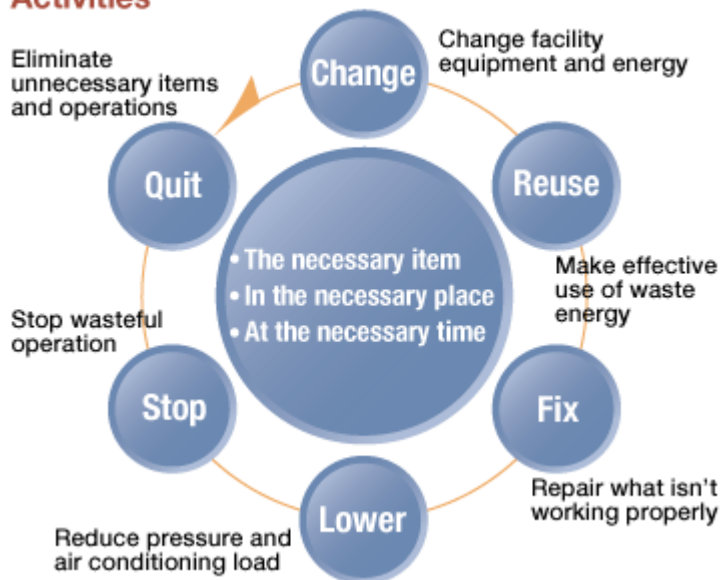 Activities
Change
Change facility
equipment and energy
Eliminate
unnecessary items
and operations
Quit
Reuse
• The necessary item
• In the necessary place
• At the necessary time
Make effective
use of waste
energy
Stop wasteful
operation
Stop
Fix
Repair what isn't
working properly
Lower
Reduce pressure and
air conditioning load